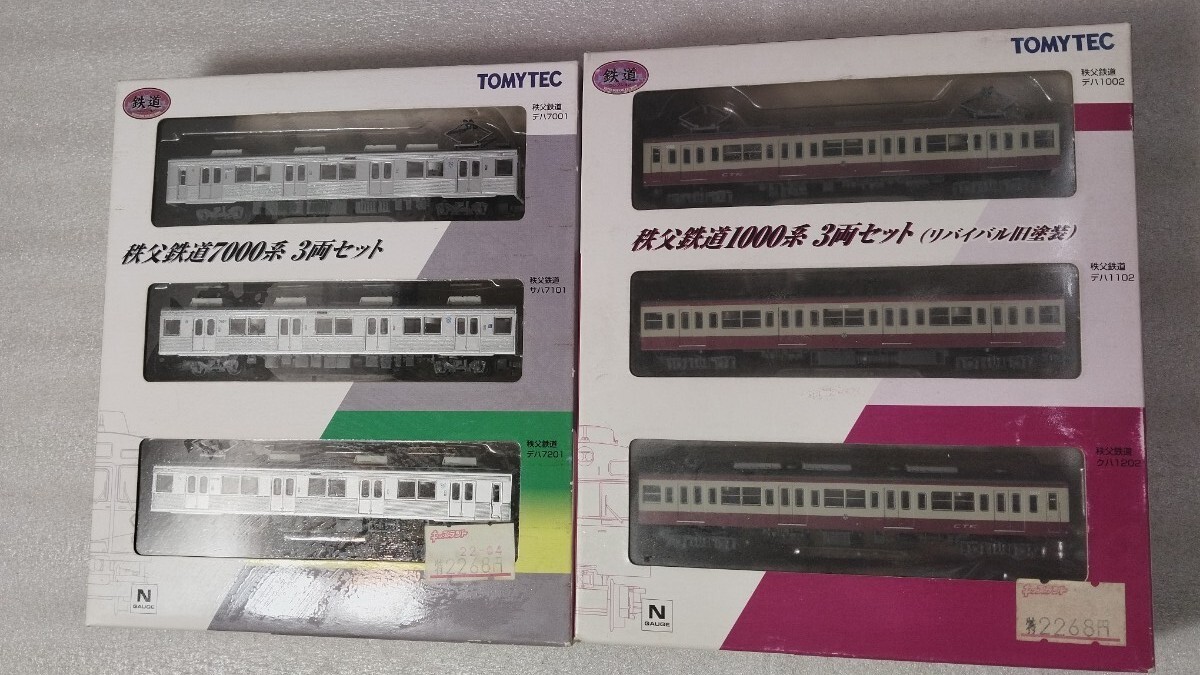 鉄道
TOMYTEC
秩父鉄道
デハ7001
秩父鉄道7000系 3両セット
秩父鉄道
サハ7101
秩父鉄道
デハ7201
22.04
2268円
N
GAUGE
鉄道
TOMYTEC
秩父鉄道
デハ1002
CTK
秩父鉄道1000系 3両セット(リバイバル旧塗装)
秩父鉄道
デハ1102
秩父鉄道
クハ1202
CTK
N
GAUGE
2268円